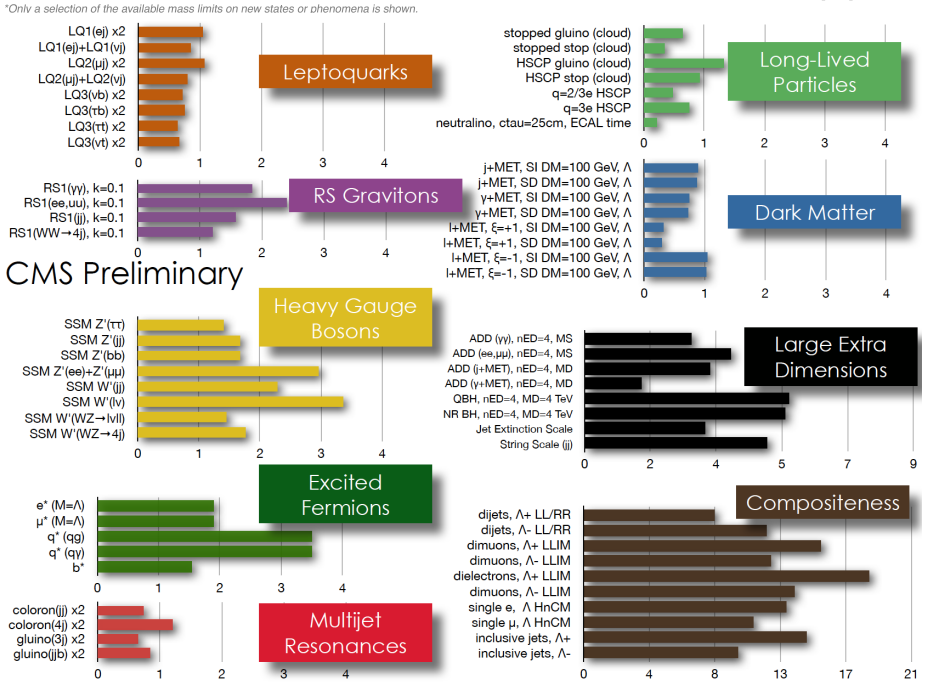 *Only a selection of the available mass limits on new states or phenomena is shown.
LQ1(ej) x2
LQ1(ej)+LQ1(νj)
LQ2(μj) x2
LQ2(μj)+LQ2(νj)
LQ3(νb) x2
LQ3(τb) x2
LQ3(τt) x2
LQ3(vt) x2
0 1 2 3 4
Leptoquarks
RS1(γγ), k=0.1
RS1(ee,uu), k=0.1
RS1(jj), k=0.1
RS1(WW→4j), k=0.1
0 1 2 3 4
RS Gravitons
CMS Preliminary
Heavy Gauge
Bosons
SSM Z'(ττ)
SSM Z'(jj)
SSM Z'(bb)
SSM Z'(ee)+Z'(μμ)
SSM W'(jj)
SSM W'(lv)
SSM W'(WZ→lvll)
SSM W'(WZ→4j)
0 1 2 3 4
Excited
Fermions
e* (M=Λ)
μ* (M=Λ)
q* (qg)
q* (qγ)
b*
0 1 2 3 4
coloron(jj) x2
coloron(4j) x2
gluino(3j) x2
gluino(jjb) x2
0 1 2 3 4
Multijet
Resonances
stopped gluino (cloud)
stopped stop (cloud)
HSCP gluino (cloud)
HSCP stop (cloud)
q=2/3e HSCP
q=3e HSCP
neutralino, ctau=25cm, ECAL time
0 1 2 3 4
Long-Lived
Particles
j+MET, SI DM=100 GeV, Λ
j+MET, SD DM=100 GeV, Λ
γ+MET, SI DM=100 GeV, Λ
γ+MET, SD DM=100 GeV, Λ
l+MET, ξ=+1, SI DM=100 GeV, Λ
l+MET, ξ=+1, SD DM=100 GeV, Λ
l+MET, ξ=-1, SI DM=100 GeV, Λ
l+MET, ξ=-1, SD DM=100 GeV, Λ
0 1 2 3 4
Dark Matter
ADD (γγ), nED=4, MS
ADD (ee,μμ), nED=4, MS
ADD (j+MET), nED=4, MD
ADD (γ+MET), nED=4, MD
QBH, nED=4, MD=4 TeV
NR BH, nED=4, MD=4 TeV
Jet Extinction Scale
String Scale (jj)
0 2 4 5 7 9
Large Extra
Dimensions
Compositeness
dijets, Λ+ LL/RR
dijets, Λ- LL/RR
dimuons, Λ+ LLIM
dimuons, Λ- LLIM
dielectrons, Λ+ LLIM
dimuons, Λ- LLIM
single e, Λ HnCM
single μ, Λ HnCM
inclusive jets, Λ+
inclusive jets, Λ-
0 4 8 13 17 21